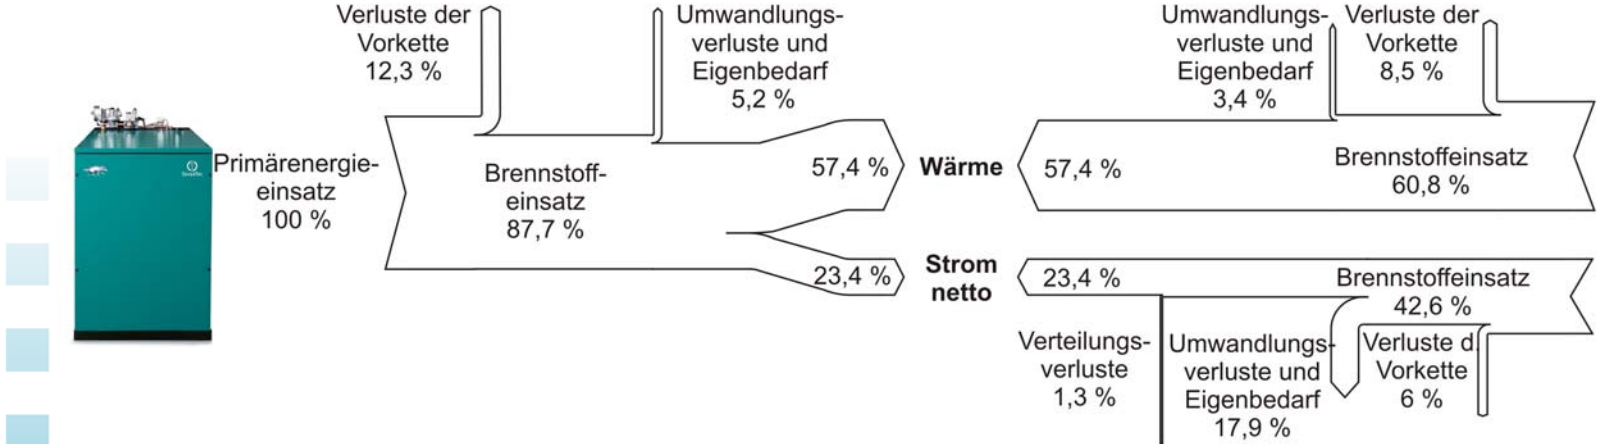 Verluste der
Vorkette
12,3 %
Umwandlungs-
verluste und
Eigenbedarf
5,2 %
Umwandlungs-
verluste und
Eigenbedarf
3,4 %
Verluste der
Vorkette
8,5 %
Primärenergie-
einsatz
100 %
Brennstoff-
einsatz
87,7 %
57,4 %
Wärme
57,4 %
Brennstoffeinsatz
60,8 %
23,4 %
Strom
netto
23,4 %
Brennstoffeinsatz
42,6 %
Verteilungs-
verluste
1,3 %
Umwandlungs-
verluste und
Eigenbedarf
17,9 %
Verluste d.
Vorkette
6 %